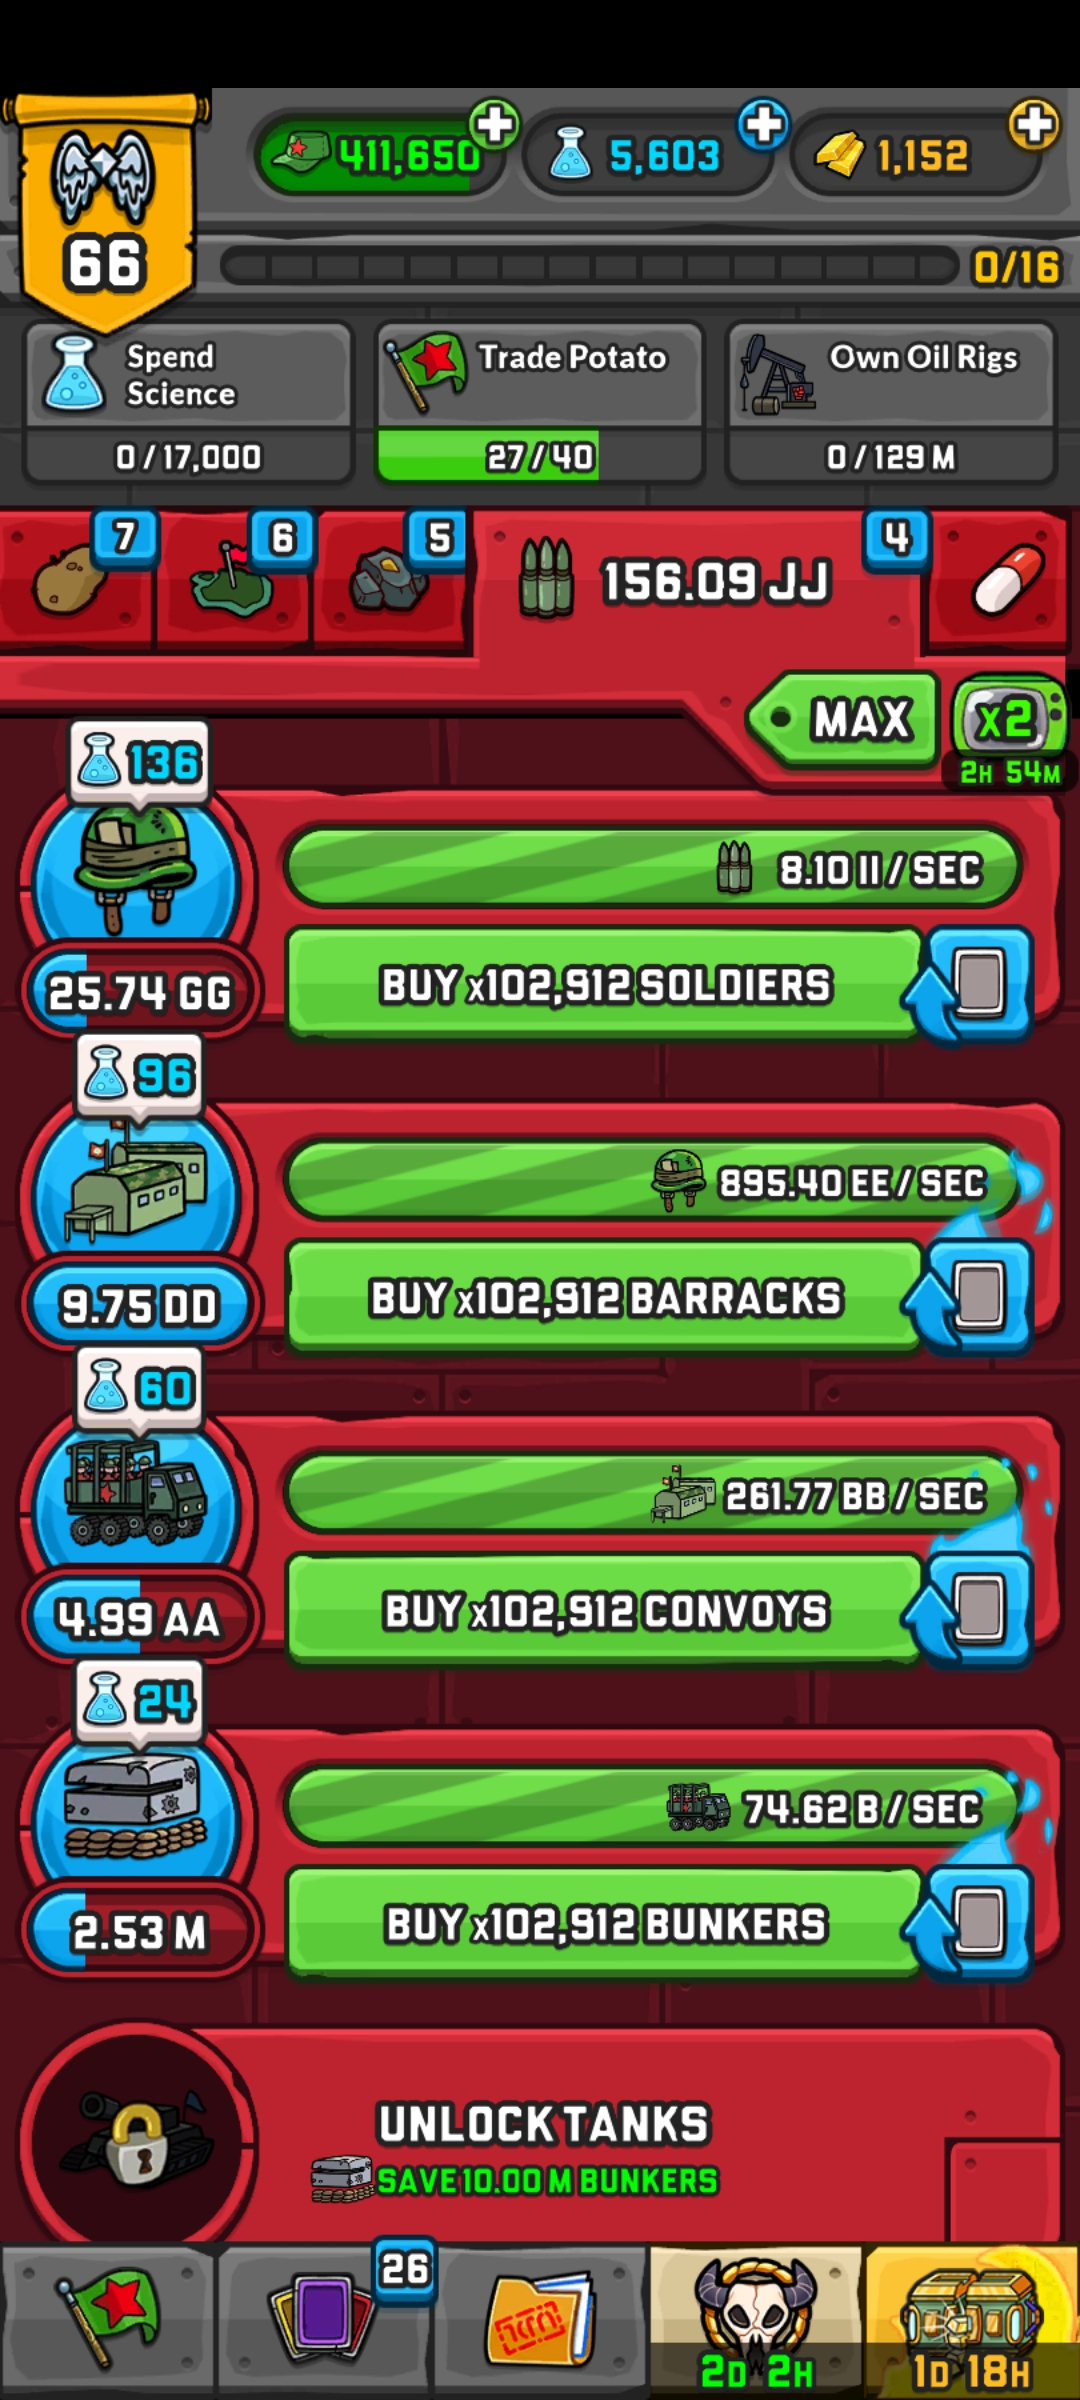 411,650
5,603
1,152
66
0/16
Spend
Science
0 / 17,000
Trade Potato
27 / 40
Own Oil Rigs
0 / 129 M
7
6
5
156.09 JJ
4
MAX
x2
2H 54M
136
8.10 II / SEC
25.74 GG
BUY x102,912 SOLDIERS
96
895.40 EE / SEC
9.75 DD
BUY x102,912 BARRACKS
60
261.77 BB / SEC
4.99 AA
BUY x102,912 CONVOYS
24
74.62 B / SEC
2.53 M
BUY x102,912 BUNKERS
UNLOCK TANKS
SAVE 10.00 M BUNKERS
26
2D 2H
1D 18H